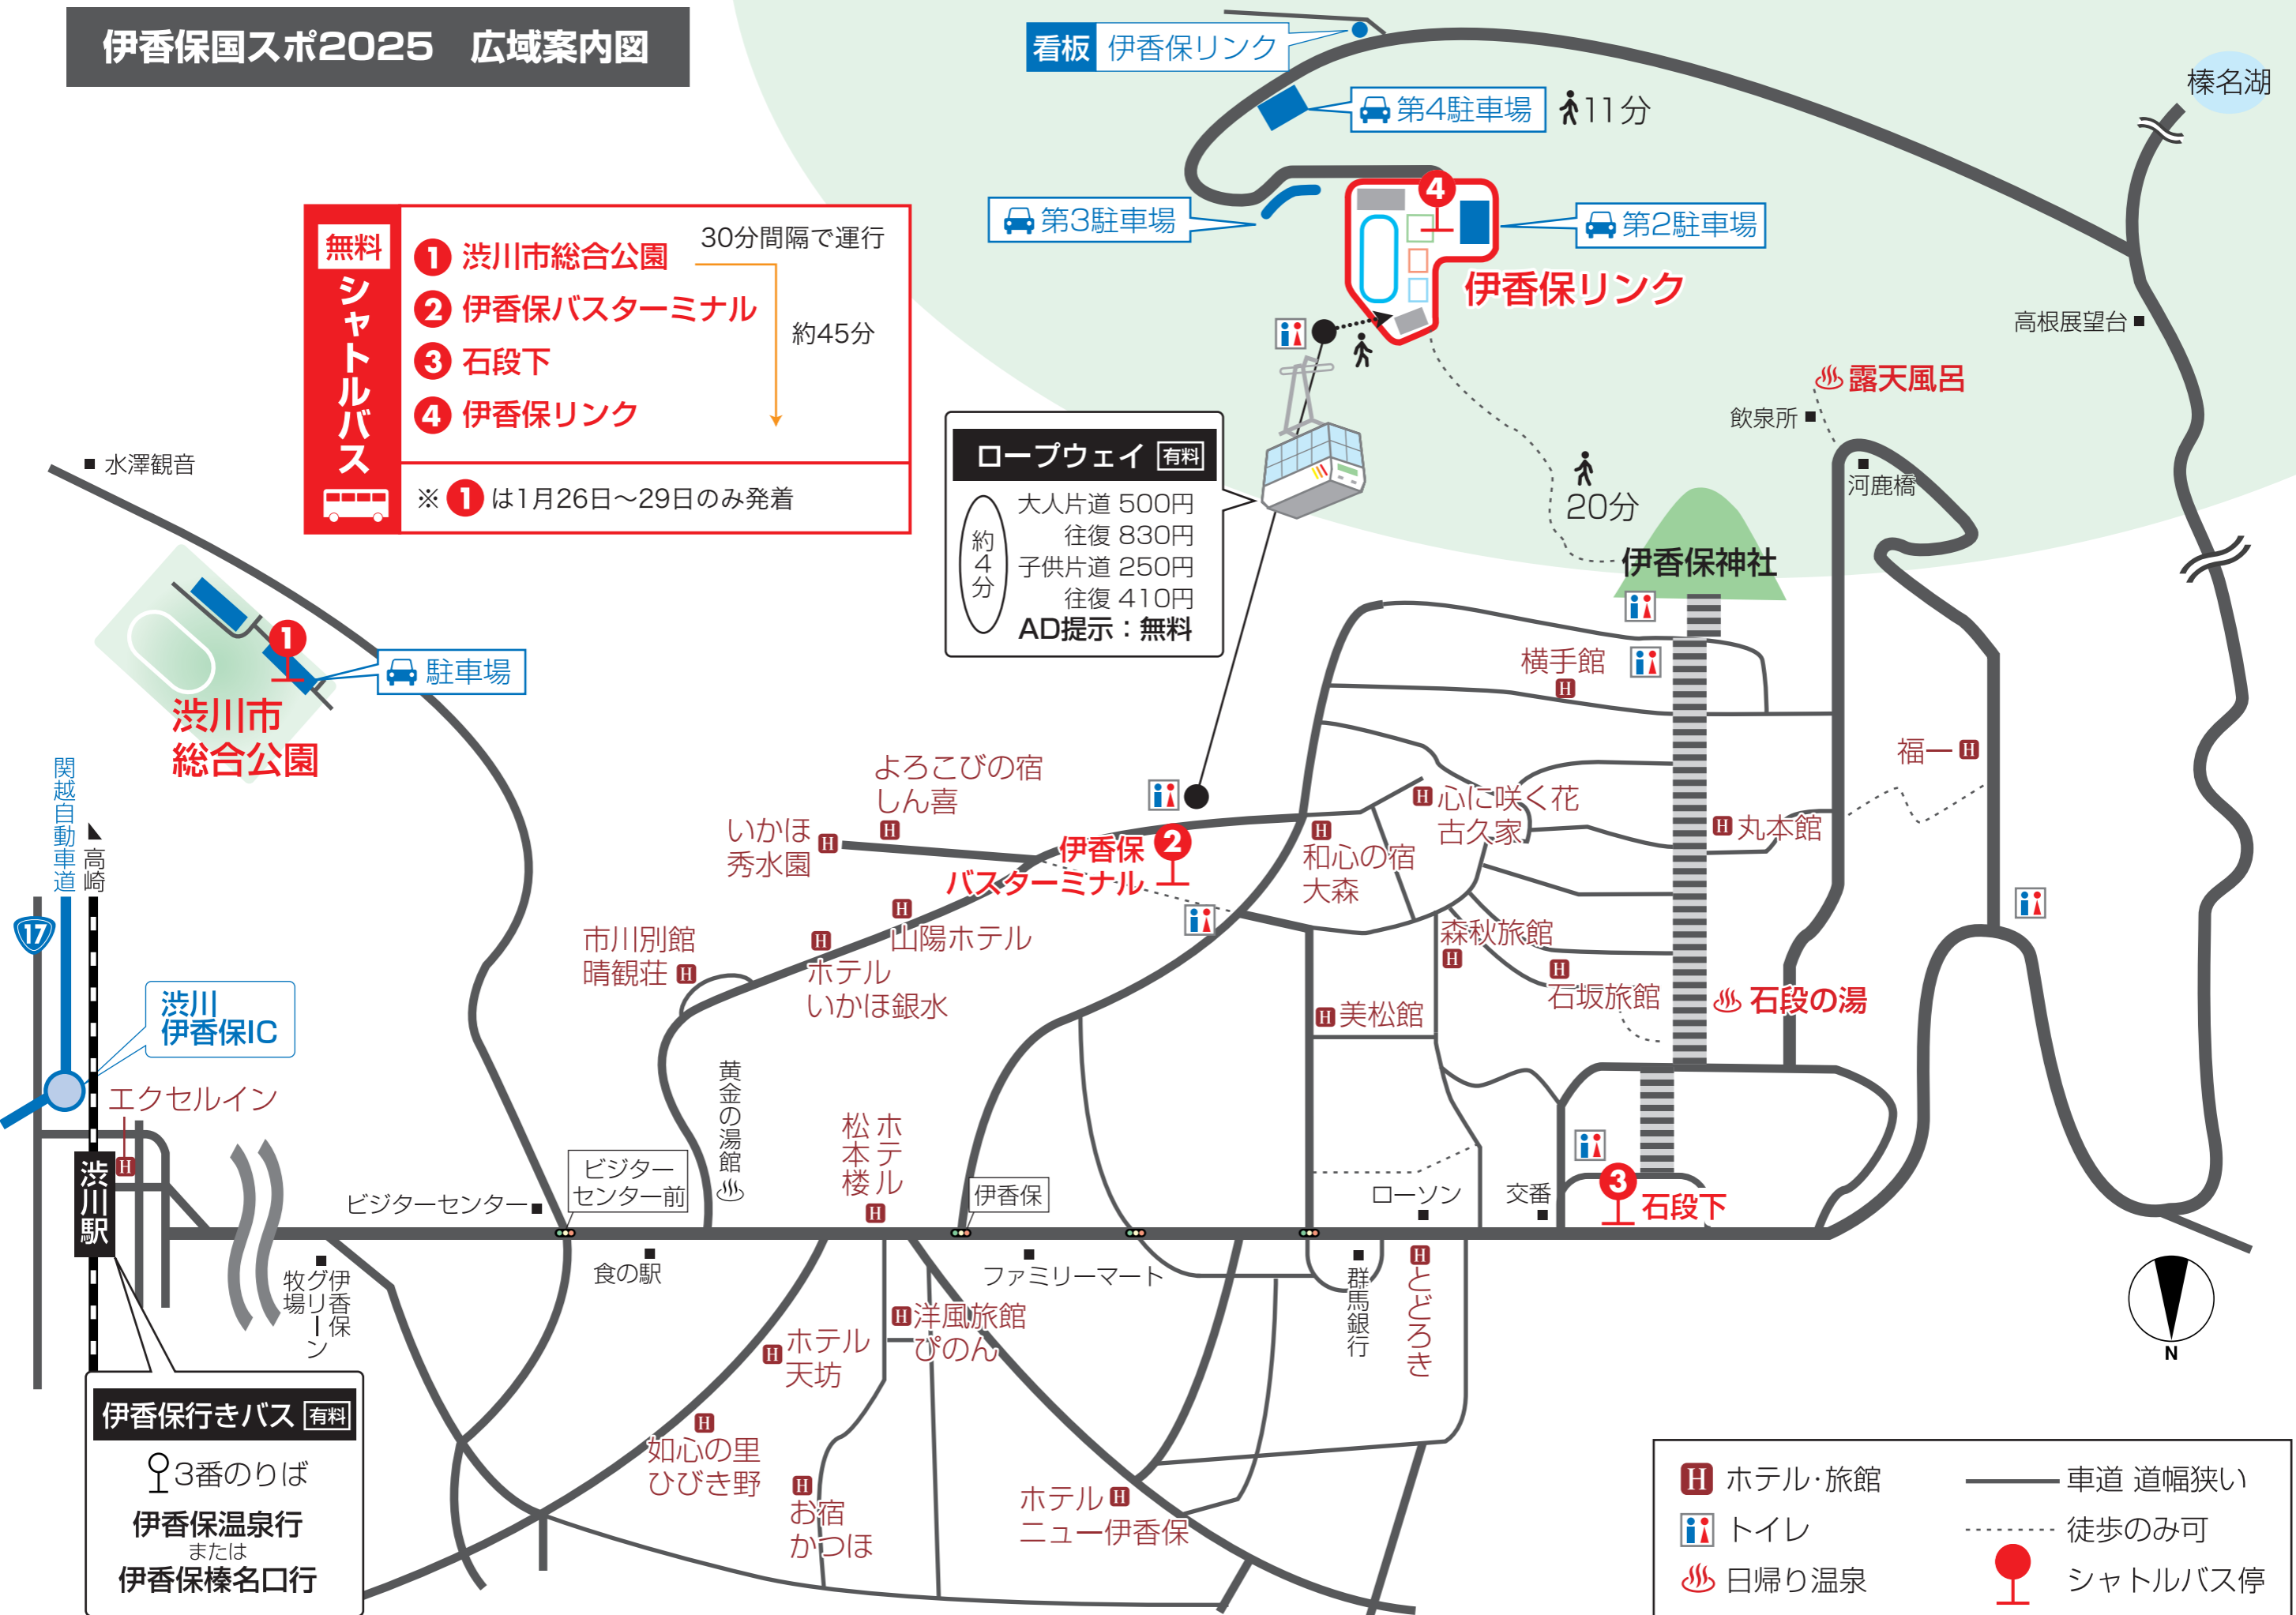 伊香保国スポ2025 広域案内図
看板 伊香保リンク
榛名湖
第4駐車場 11分
第3駐車場
第2駐車場
4
伊香保リンク
無料
シャトルバス
1 渋川市総合公園
30分間隔で運行
2 伊香保バスターミナル
約45分
3 石段下
4 伊香保リンク
※ 1 は1月26日〜29日のみ発着
高根展望台
露天風呂
飲泉所
河鹿橋
20分
伊香保神社
ロープウェイ 有料
約4分
大人片道 500円
往復 830円
子供片道 250円
往復 410円
AD提示：無料
水澤観音
1
駐車場
渋川市
総合公園
横手館
福一
よろこびの宿
しん喜
いかほ
秀水園
伊香保
バスターミナル
2
心に咲く花
古久家
和心の宿
大森
丸本館
関越自動車道
高崎
17
市川別館
晴観荘
山陽ホテル
ホテル
いかほ銀水
森秋旅館
石坂旅館
美松館
石段の湯
渋川
伊香保IC
エクセルイン
渋川駅
黄金の湯館
ホテル
松本楼
ビジターセンター
ビジター
センター前
伊香保
ローソン
交番
3
石段下
伊香保
グリーン
牧場
食の駅
ファミリーマート
群馬銀行
とどろき
洋風旅館
ぴのん
ホテル
天坊
如心の里
ひびき野
お宿
かつほ
ホテル
ニュー伊香保
N
伊香保行きバス 有料
3番のりば
伊香保温泉行
または
伊香保榛名口行
H ホテル・旅館
車道 道幅狭い
トイレ
徒歩のみ可
日帰り温泉
シャトルバス停